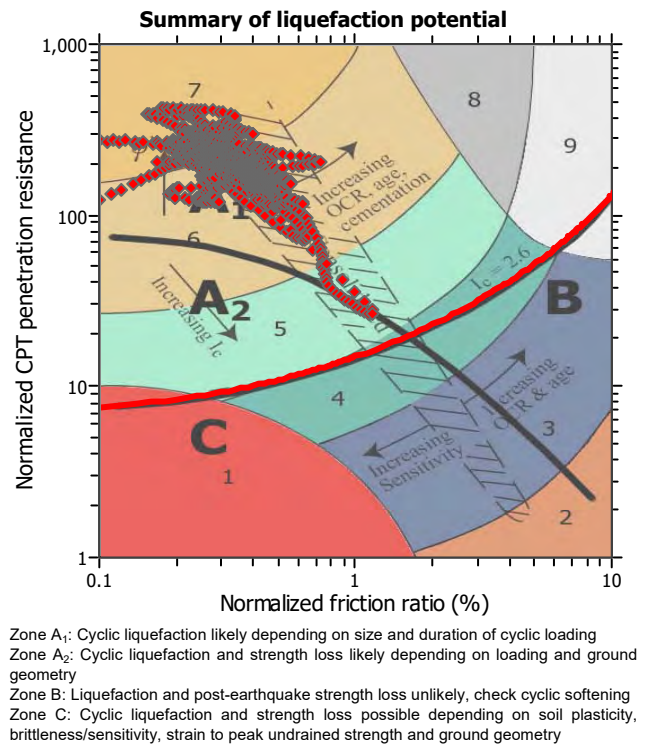 Summary of liquefaction potential
1,000
7
8
9
Increasing
OCR, age,
cementation
100
6
A₂
Increasing Ic
5
Ic = 2.6
B
10
4
Increasing
OCR & age
C
Increasing
Sensitivity
3
1
2
1
0.1
1
10
Normalized CPT penetration resistance
Normalized friction ratio (%)
Zone A₁: Cyclic liquefaction likely depending on size and duration of cyclic loading
Zone A₂: Cyclic liquefaction and strength loss likely depending on loading and ground
geometry
Zone B: Liquefaction and post-earthquake strength loss unlikely, check cyclic softening
Zone C: Cyclic liquefaction and strength loss possible depending on soil plasticity,
brittleness/sensitivity, strain to peak undrained strength and ground geometry